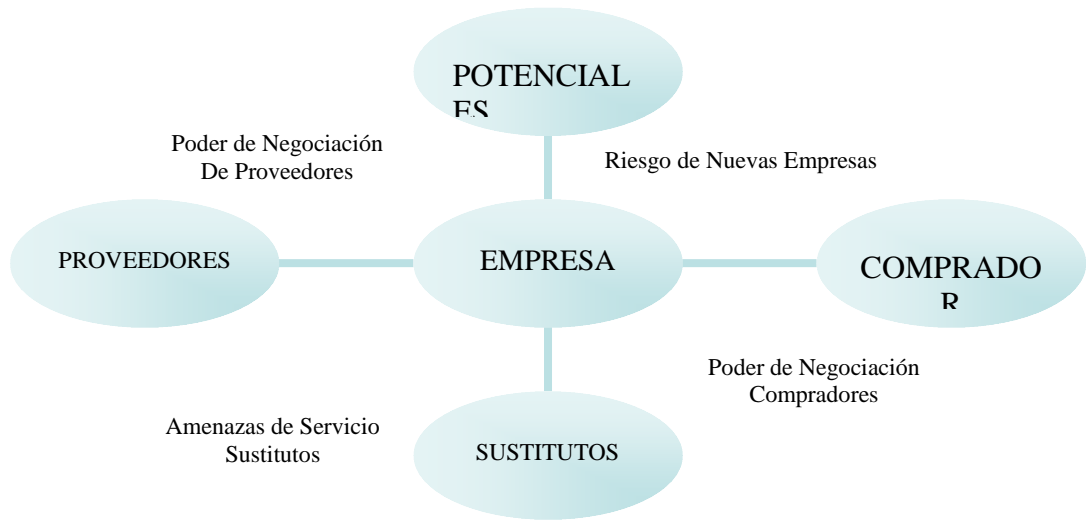 POTENCIAL
ES
Poder de Negociación
De Proveedores
Riesgo de Nuevas Empresas
PROVEEDORES
EMPRESA
COMPRADO
R
Poder de Negociación
Compradores
Amenazas de Servicio
Sustitutos
SUSTITUTOS